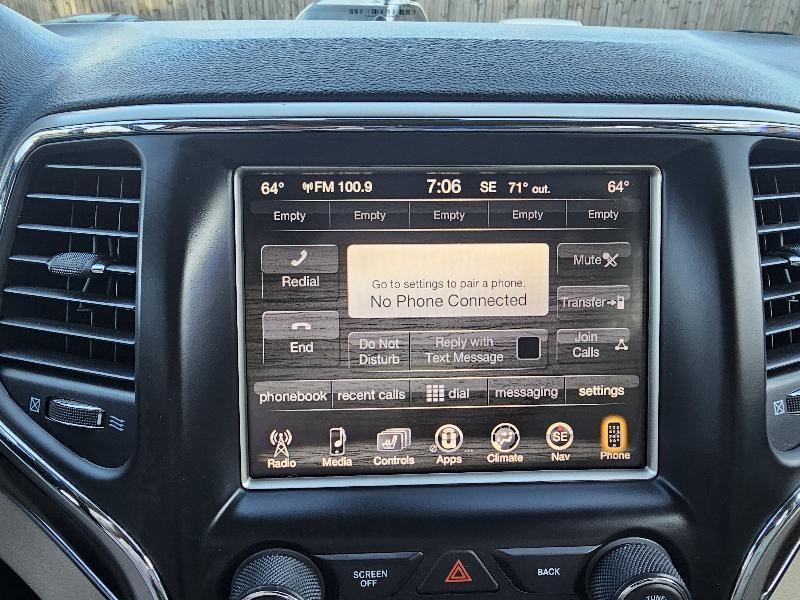 64° FM 100.9 7:06 SE 71° out. 64°
Empty Empty Empty Empty Empty
Redial
Go to settings to pair a phone.
No Phone Connected
Mute
Transfer
End
Do Not
Disturb
Reply with
Text Message
Join
Calls
phonebook recent calls dial messaging settings
SE
Radio Media Controls Apps Climate Nav Phone
SCREEN
OFF
BACK